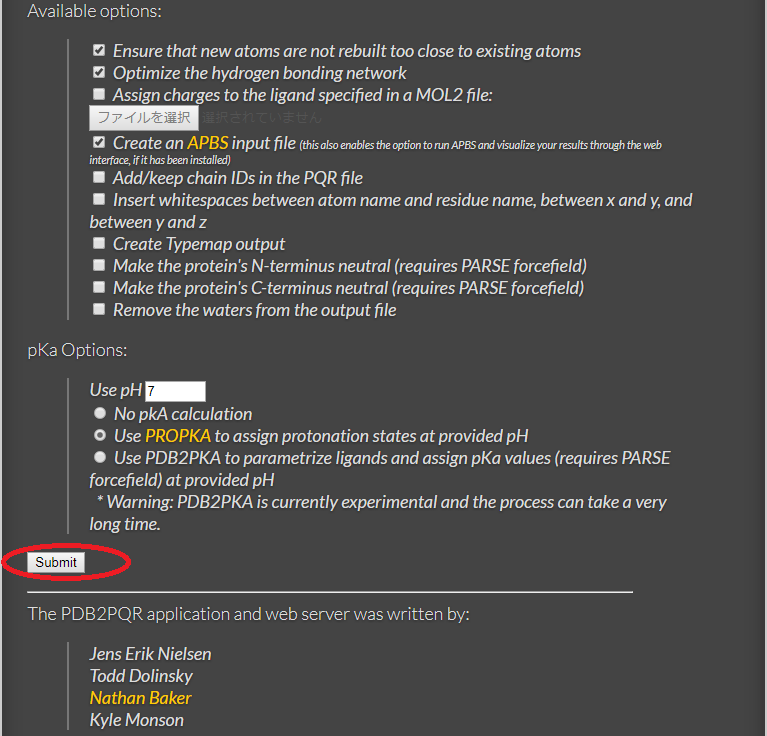 Available options:
Ensure that new atoms are not rebuilt too close to existing atoms
Optimize the hydrogen bonding network
Assign charges to the ligand specified in a MOL2 file:
ファイルを選択 選択されていません
Create an APBS input file (this also enables the option to run APBS and visualize your results through the web
interface, if it has been installed)
Add/keep chain IDs in the PQR file
Insert whitespaces between atom name and residue name, between x and y, and
between y and z
Create Typemap output
Make the protein's N-terminus neutral (requires PARSE forcefield)
Make the protein's C-terminus neutral (requires PARSE forcefield)
Remove the waters from the output file
pKa Options:
Use pH 7
No pkA calculation
Use PROPKA to assign protonation states at provided pH
Use PDB2PKA to parametrize ligands and assign pKa values (requires PARSE
forcefield) at provided pH
* Warning: PDB2PKA is currently experimental and the process can take a very
long time.
Submit
The PDB2PQR application and web server was written by:
Jens Erik Nielsen
Todd Dolinsky
Nathan Baker
Kyle Monson